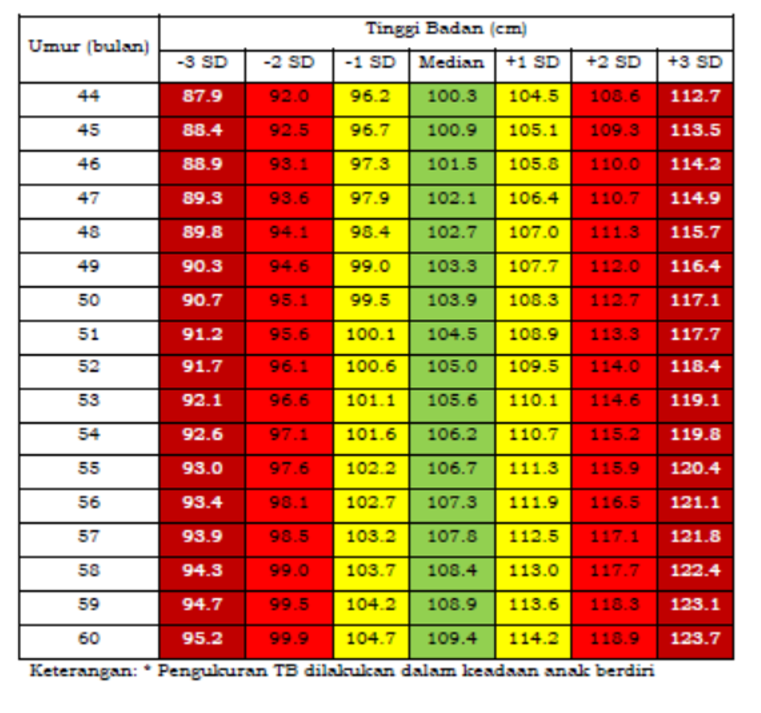 Umur (bulan) Tinggi Badan (cm)
-3 SD -2 SD -1 SD Median +1 SD +2 SD +3 SD
44 87.9 92.0 96.2 100.3 104.5 108.6 112.7
45 88.4 92.5 96.7 100.9 105.1 109.3 113.5
46 88.9 93.1 97.3 101.5 105.8 110.0 114.2
47 89.3 93.6 97.9 102.1 106.4 110.7 114.9
48 89.8 94.1 98.4 102.7 107.0 111.3 115.7
49 90.3 94.6 99.0 103.3 107.7 112.0 116.4
50 90.7 95.1 99.5 103.9 108.3 112.7 117.1
51 91.2 95.6 100.1 104.5 108.9 113.3 117.7
52 91.7 96.1 100.6 105.0 109.5 114.0 118.4
53 92.1 96.6 101.1 105.6 110.1 114.6 119.1
54 92.6 97.1 101.6 106.2 110.7 115.2 119.8
55 93.0 97.6 102.2 106.7 111.3 115.9 120.4
56 93.4 98.1 102.7 107.3 111.9 116.5 121.1
57 93.9 98.5 103.2 107.8 112.5 117.1 121.8
58 94.3 99.0 103.7 108.4 113.0 117.7 122.4
59 94.7 99.5 104.2 108.9 113.6 118.3 123.1
60 95.2 99.9 104.7 109.4 114.2 118.9 123.7
Keterangan: * Pengukuran TB dilakukan dalam keadaan anak berdiri